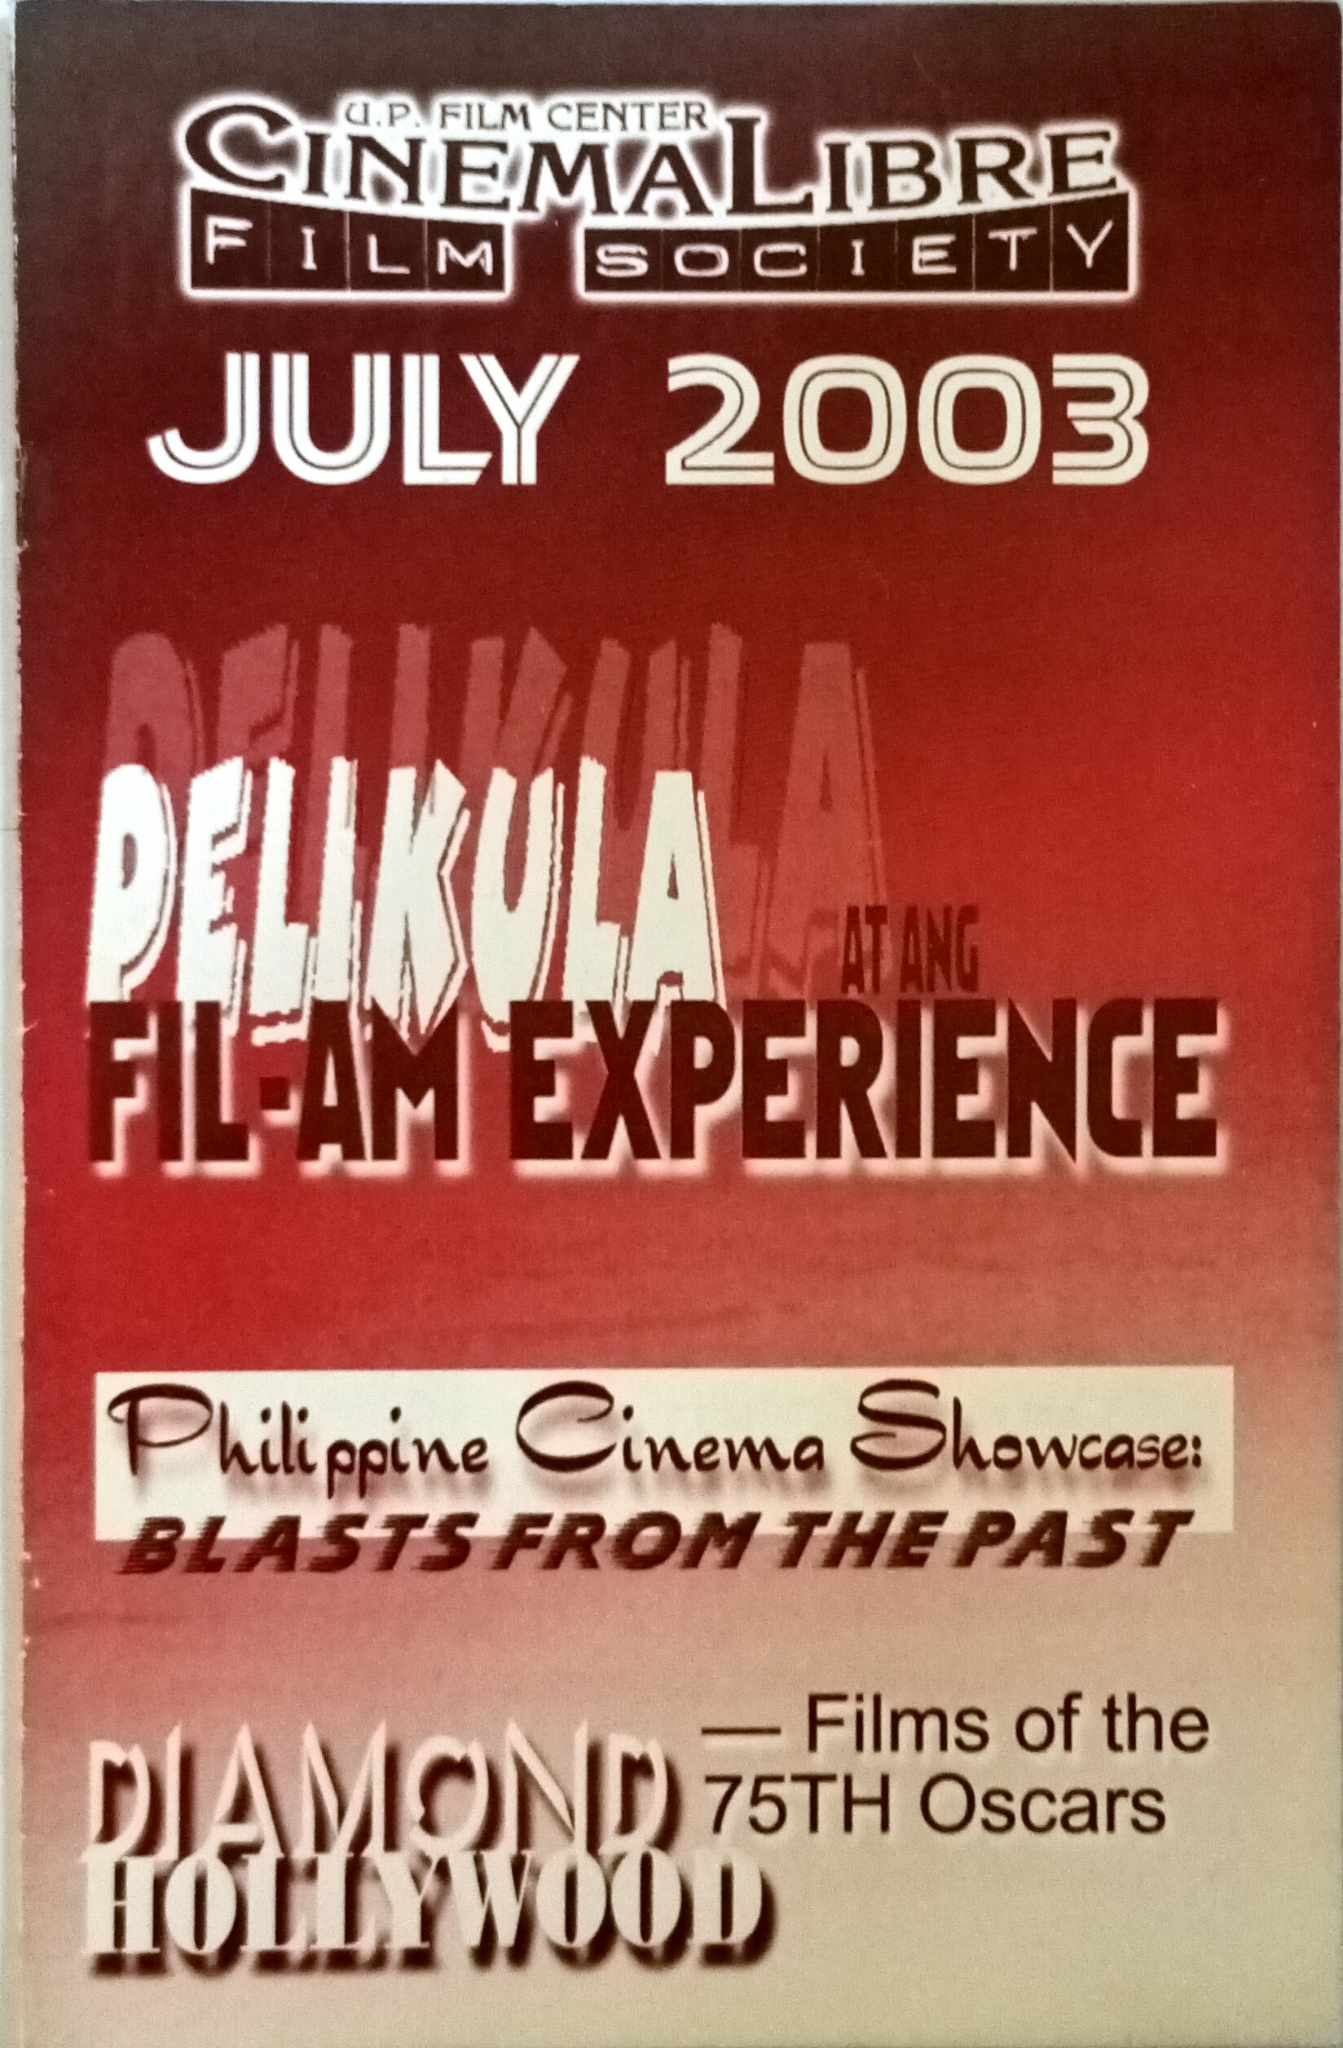 U.P. FILM CENTER
CINEMALIBRE
FILM SOCIETY
JULY 2003
PELIKULA
PELIKULA
AT ANG
FIL-AM EXPERIENCE
Philippine Cinema Showcase:
BLASTS FROM THE PAST
DIAMOND
HOLLYWOOD
— Films of the
75TH Oscars